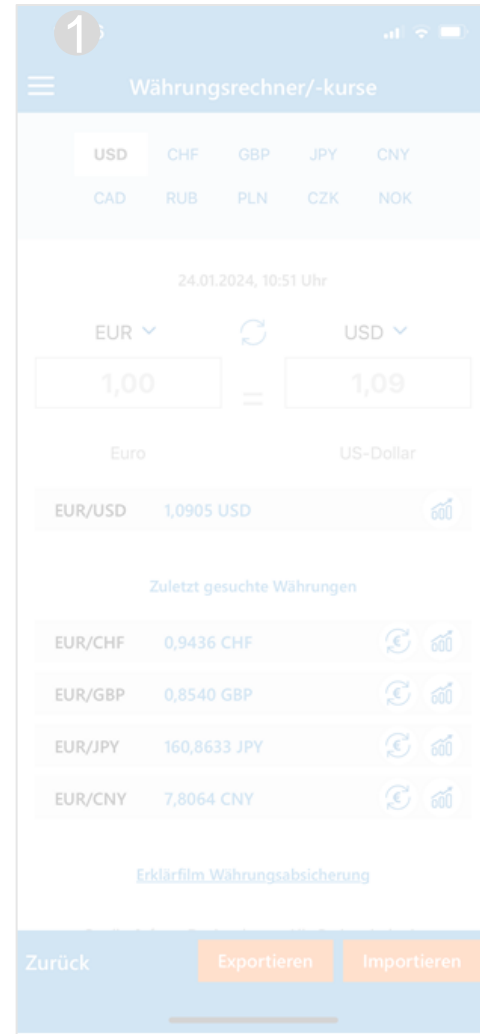 1
Währungsrechner/-kurse
USD CHF GBP JPY CNY
CAD RUB PLN CZK NOK
24.01.2024, 10:51 Uhr
EUR USD
1,00 = 1,09
Euro US-Dollar
EUR/USD 1,0905 USD
Zuletzt gesuchte Währungen
EUR/CHF 0,9436 CHF
EUR/GBP 0,8540 GBP
EUR/JPY 160,8633 JPY
EUR/CNY 7,8064 CNY
Erklärfilm Währungsabsicherung
Zurück Exportieren Importieren